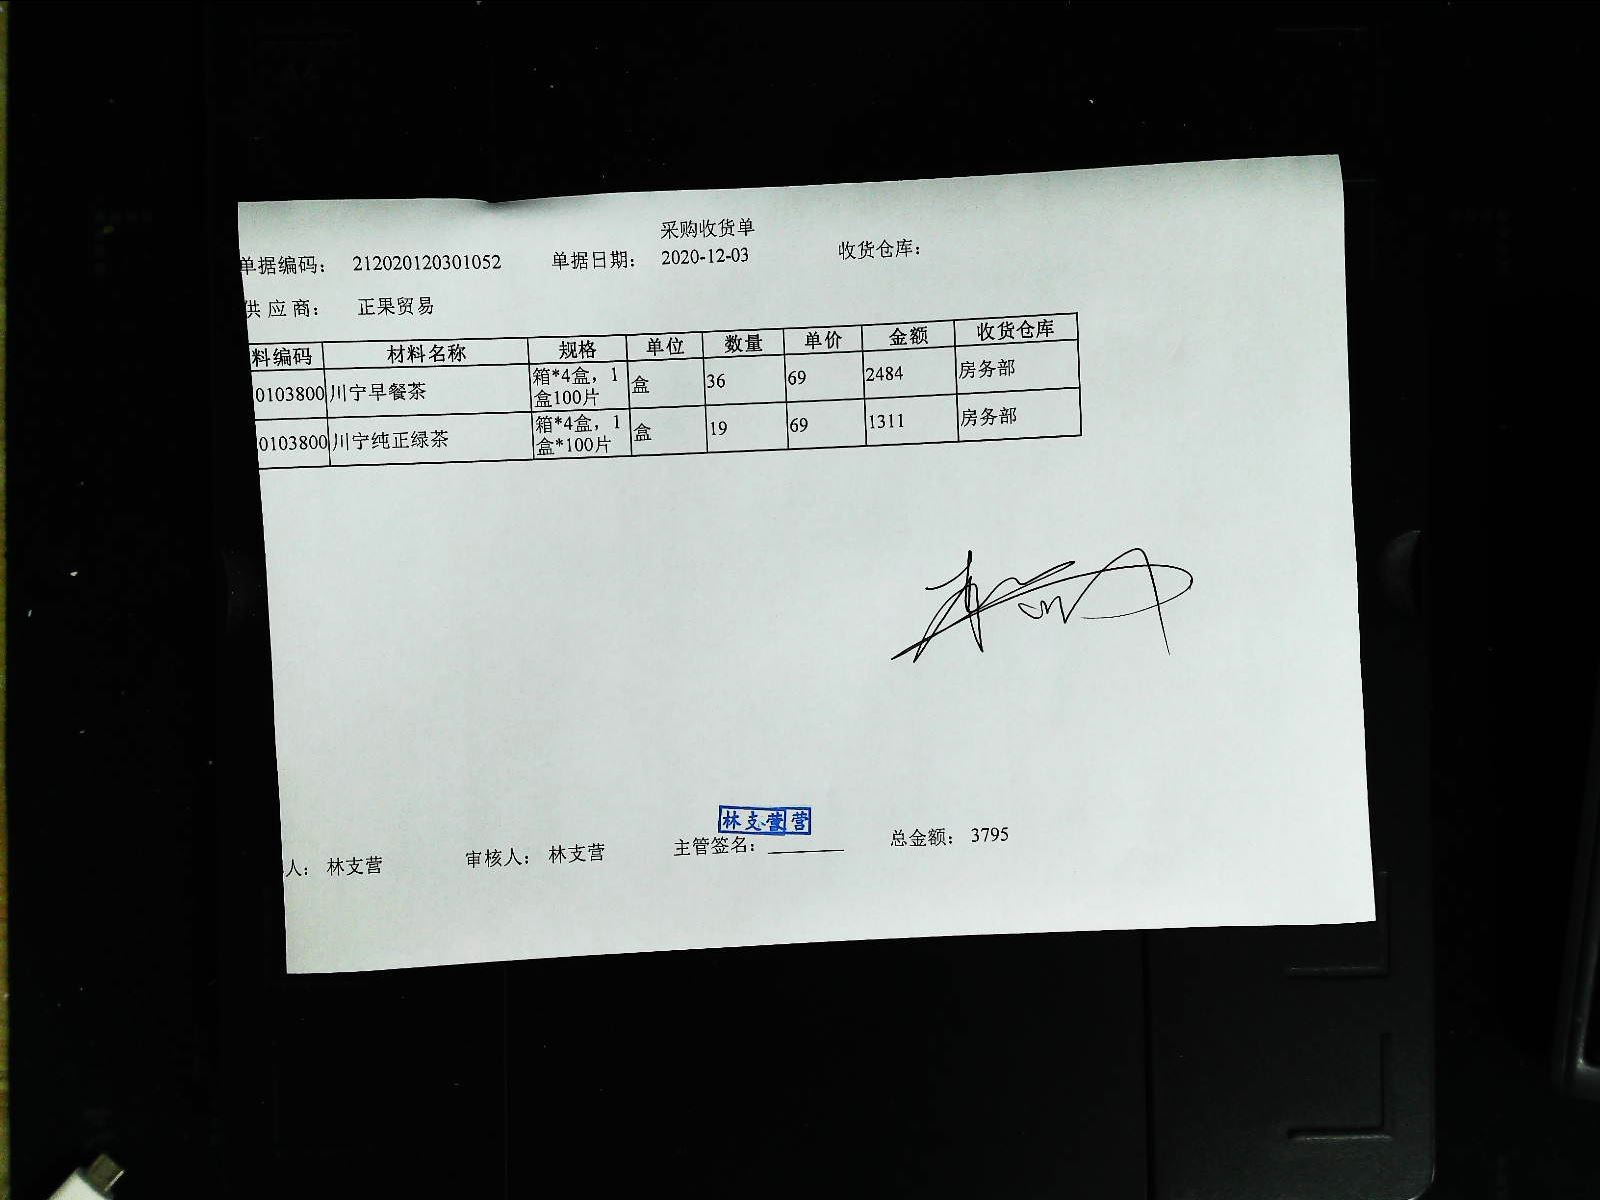 采购收货单
单据编码： 212020120301052 单据日期： 2020-12-03 收货仓库：
供 应 商： 正果贸易
料编码 材料名称 规格 单位 数量 单价 金额 收货仓库
0103800 川宁早餐茶 箱*4盒，1盒100片 盒 36 69 2484 房务部
0103800 川宁纯正绿茶 箱*4盒，1盒*100片 盒 19 69 1311 房务部
林支营
人： 林支营 审核人： 林支营 主管签名： 总金额： 3795